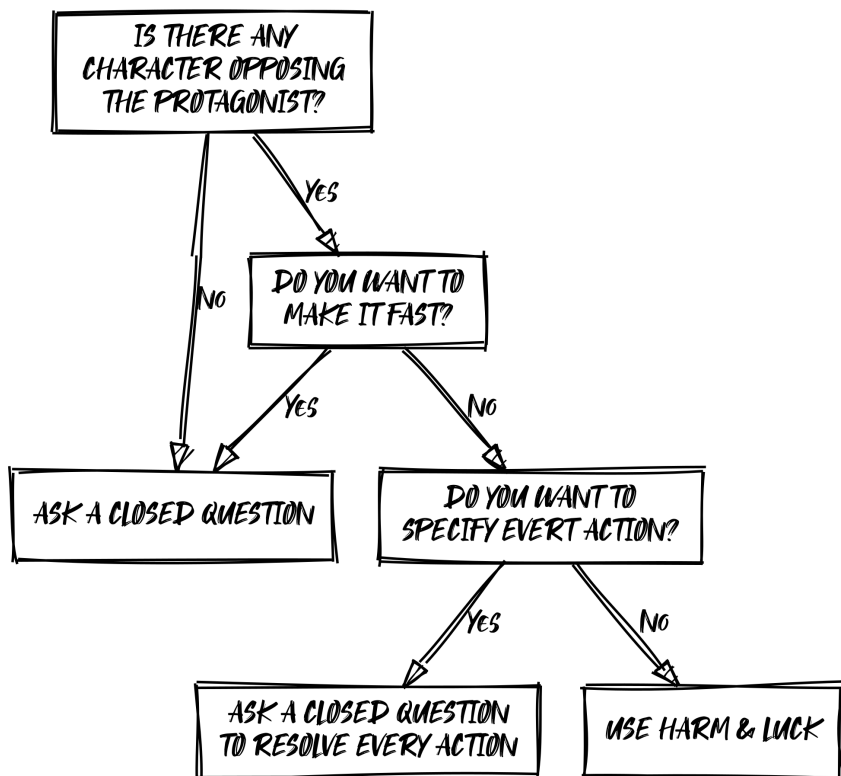 IS THERE ANY
CHARACTER OPPOSING
THE PROTAGONIST?
YES
NO
DO YOU WANT TO
MAKE IT FAST?
YES
NO
ASK A CLOSED QUESTION
DO YOU WANT TO
SPECIFY EVERT ACTION?
YES
NO
ASK A CLOSED QUESTION
TO RESOLVE EVERY ACTION
USE HARM & LUCK